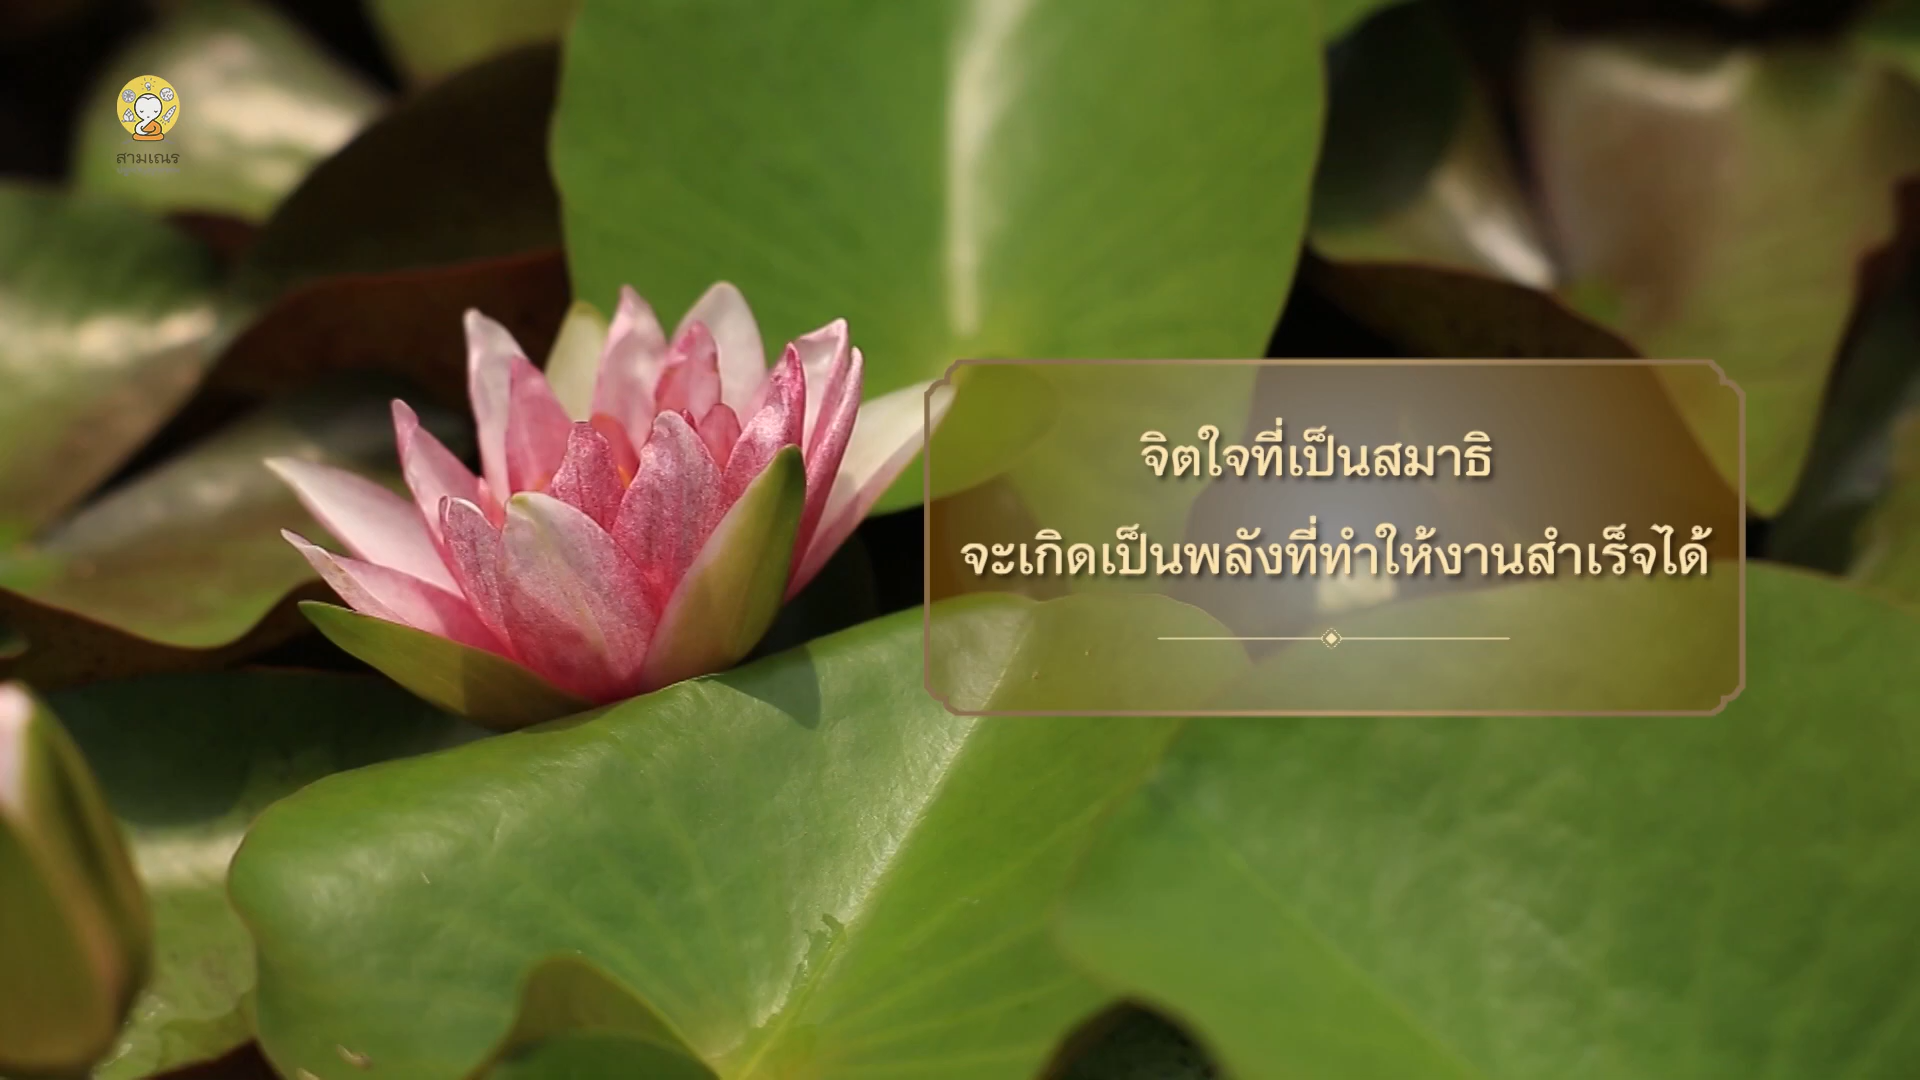 สามเณร
จิตใจที่เป็นสมาธิ
จะเกิดเป็นพลังที่ทำให้งานสำเร็จได้